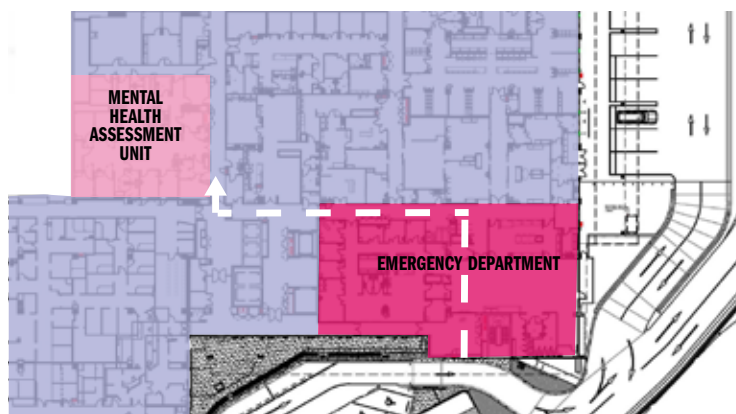 MENTAL
HEALTH
ASSESSMENT
UNIT
EMERGENCY DEPARTMENT